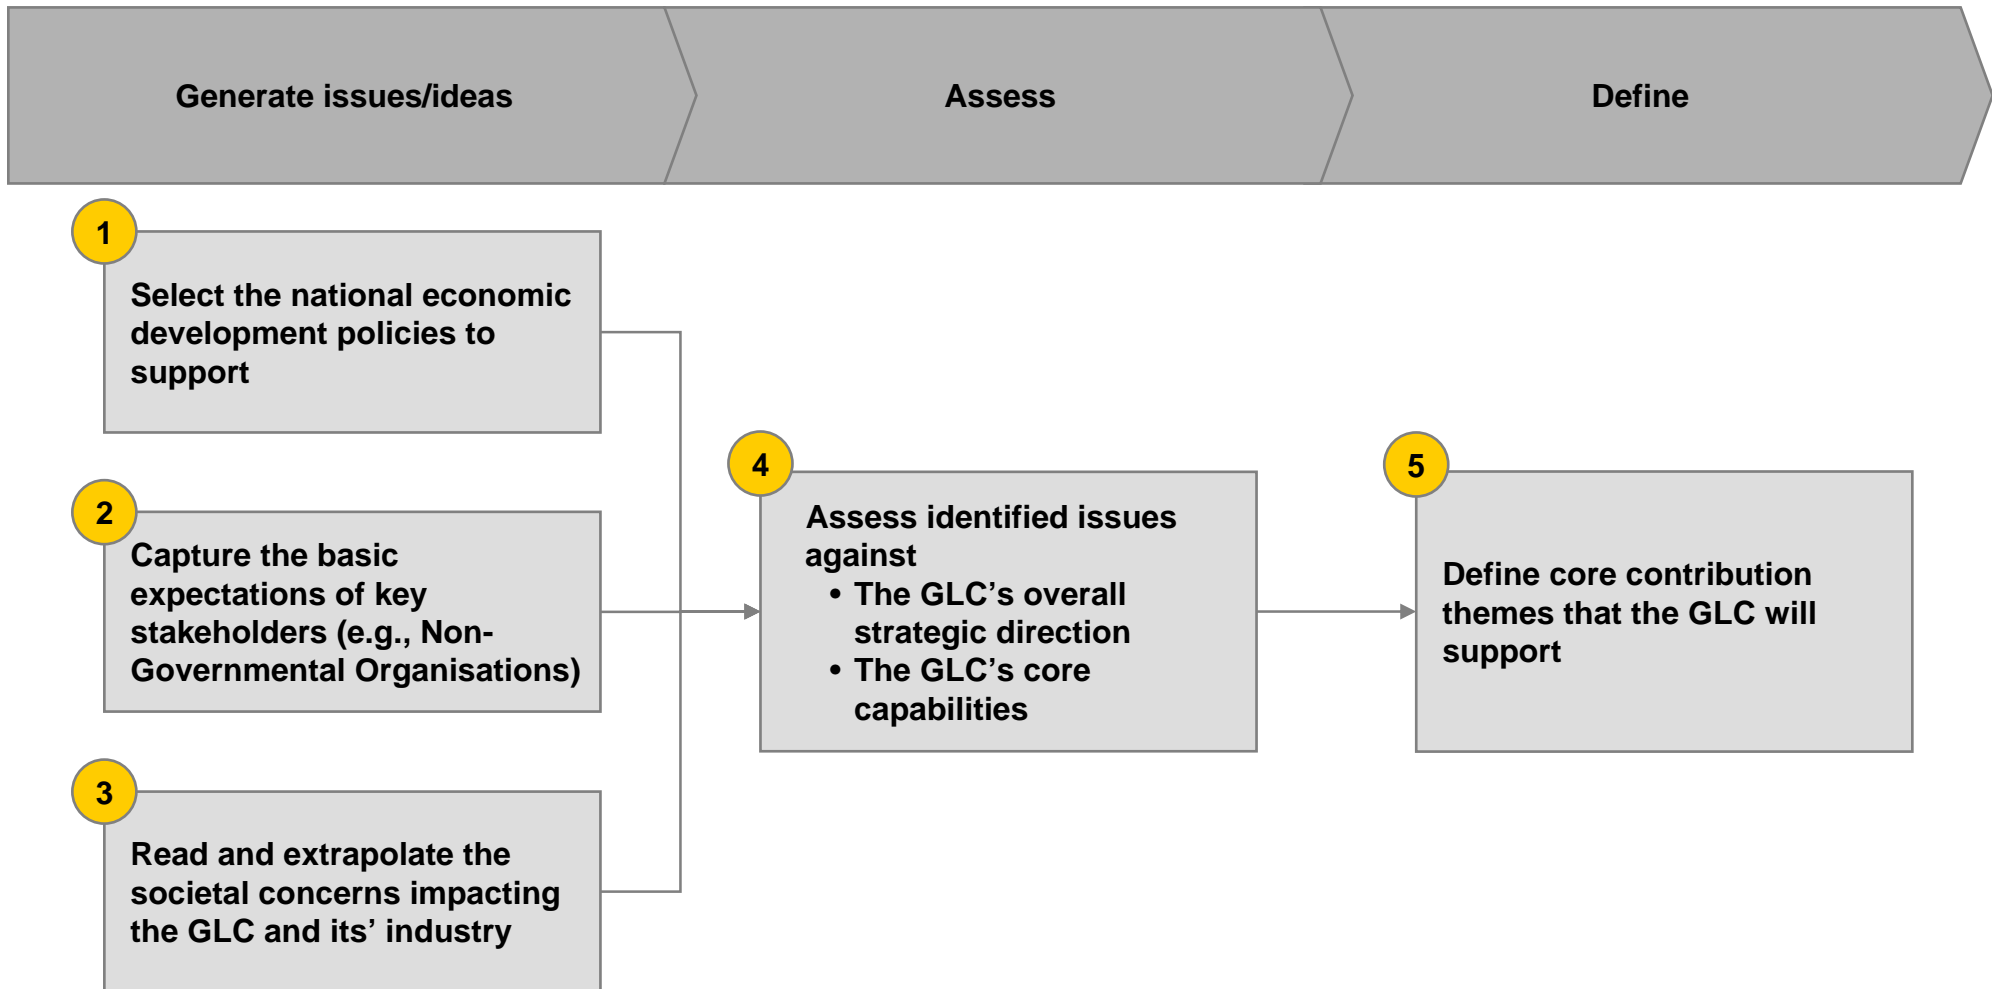 Generate issues/ideas
Assess
Define
1
Select the national economic
development policies to
support
2
Capture the basic
expectations of key
stakeholders (e.g., Non-
Governmental Organisations)
3
Read and extrapolate the
societal concerns impacting
the GLC and its’ industry
4
Assess identified issues
against
• The GLC’s overall
strategic direction
• The GLC’s core
capabilities
5
Define core contribution
themes that the GLC will
support